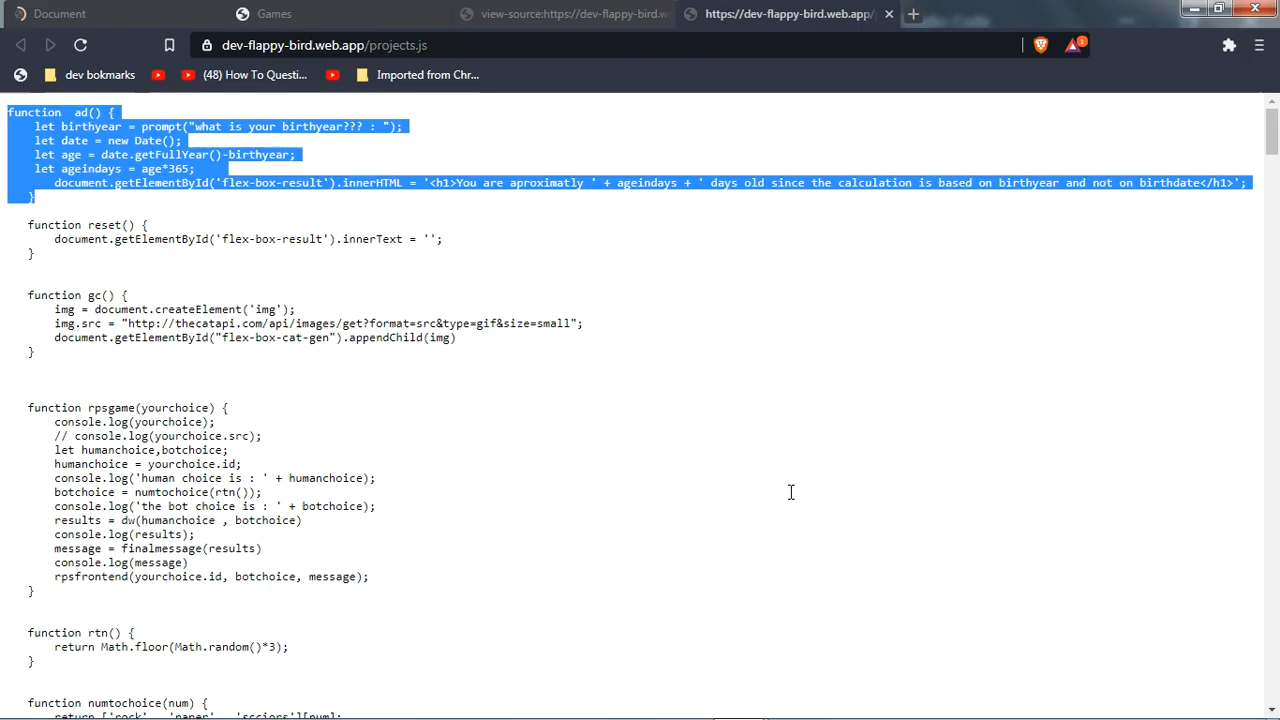 Document
Games
view-source:https://dev-flappy-bird.w
https://dev-flappy-bird.web.app/
dev-flappy-bird.web.app/projects.js
1
dev bokmarks
(48) How To Questi...
Imported from Chr...
function  ad() {
let birthyear = prompt("what is your birthyear??? : ");
let date = new Date();
let age = date.getFullYear()-birthyear;
let ageindays = age*365;
document.getElementById('flex-box-result').innerHTML = '<h1>You are aproximatly ' + ageindays + ' days old since the calculation is based on birthyear and not on birthdate</h1>';
}
function reset() {
document.getElementById('flex-box-result').innerText = '';
}
function gc() {
img = document.createElement('img');
img.src = "http://thecatapi.com/api/images/get?format=src&type=gif&size=small";
document.getElementById("flex-box-cat-gen").appendChild(img)
}
function rpsgame(yourchoice) {
console.log(yourchoice);
// console.log(yourchoice.src);
let humanchoice,botchoice;
humanchoice = yourchoice.id;
console.log('human choice is : ' + humanchoice);
botchoice = numtochoice(rtn());
console.log('the bot choice is : ' + botchoice);
results = dw(humanchoice , botchoice)
console.log(results);
message = finalmessage(results)
console.log(message)
rpsfrontend(yourchoice.id, botchoice, message);
}
function rtn() {
return Math.floor(Math.random()*3);
}
function numtochoice(num) {
return ['rock', 'paper', 'scciors'][num];